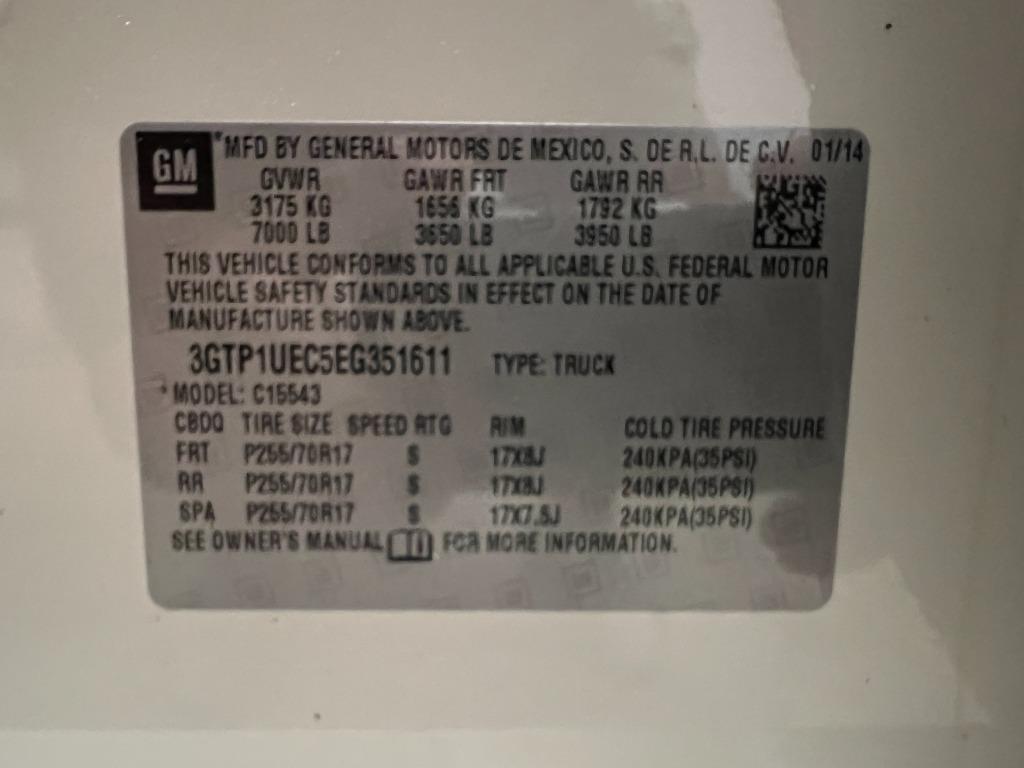 GM
*MFD BY GENERAL MOTORS DE MEXICO, S. DE R.L. DE C.V. 01/14
GVWR GAWR FRT GAWR RR
3175 KG 1656 KG 1792 KG
7000 LB 3650 LB 3950 LB
THIS VEHICLE CONFORMS TO ALL APPLICABLE U.S. FEDERAL MOTOR
VEHICLE SAFETY STANDARDS IN EFFECT ON THE DATE OF
MANUFACTURE SHOWN ABOVE.
3GTP1UEC5EG351611 TYPE: TRUCK
*MODEL: C15543
CBDQ TIRE SIZE SPEED RTG RIM COLD TIRE PRESSURE
FRT P255/70R17 S 17X8J 240KPA(35PSI)
RR P255/70R17 S 17X8J 240KPA(35PSI)
SPA P255/70R17 S 17X7.5J 240KPA(35PSI)
SEE OWNER'S MANUAL FOR MORE INFORMATION.